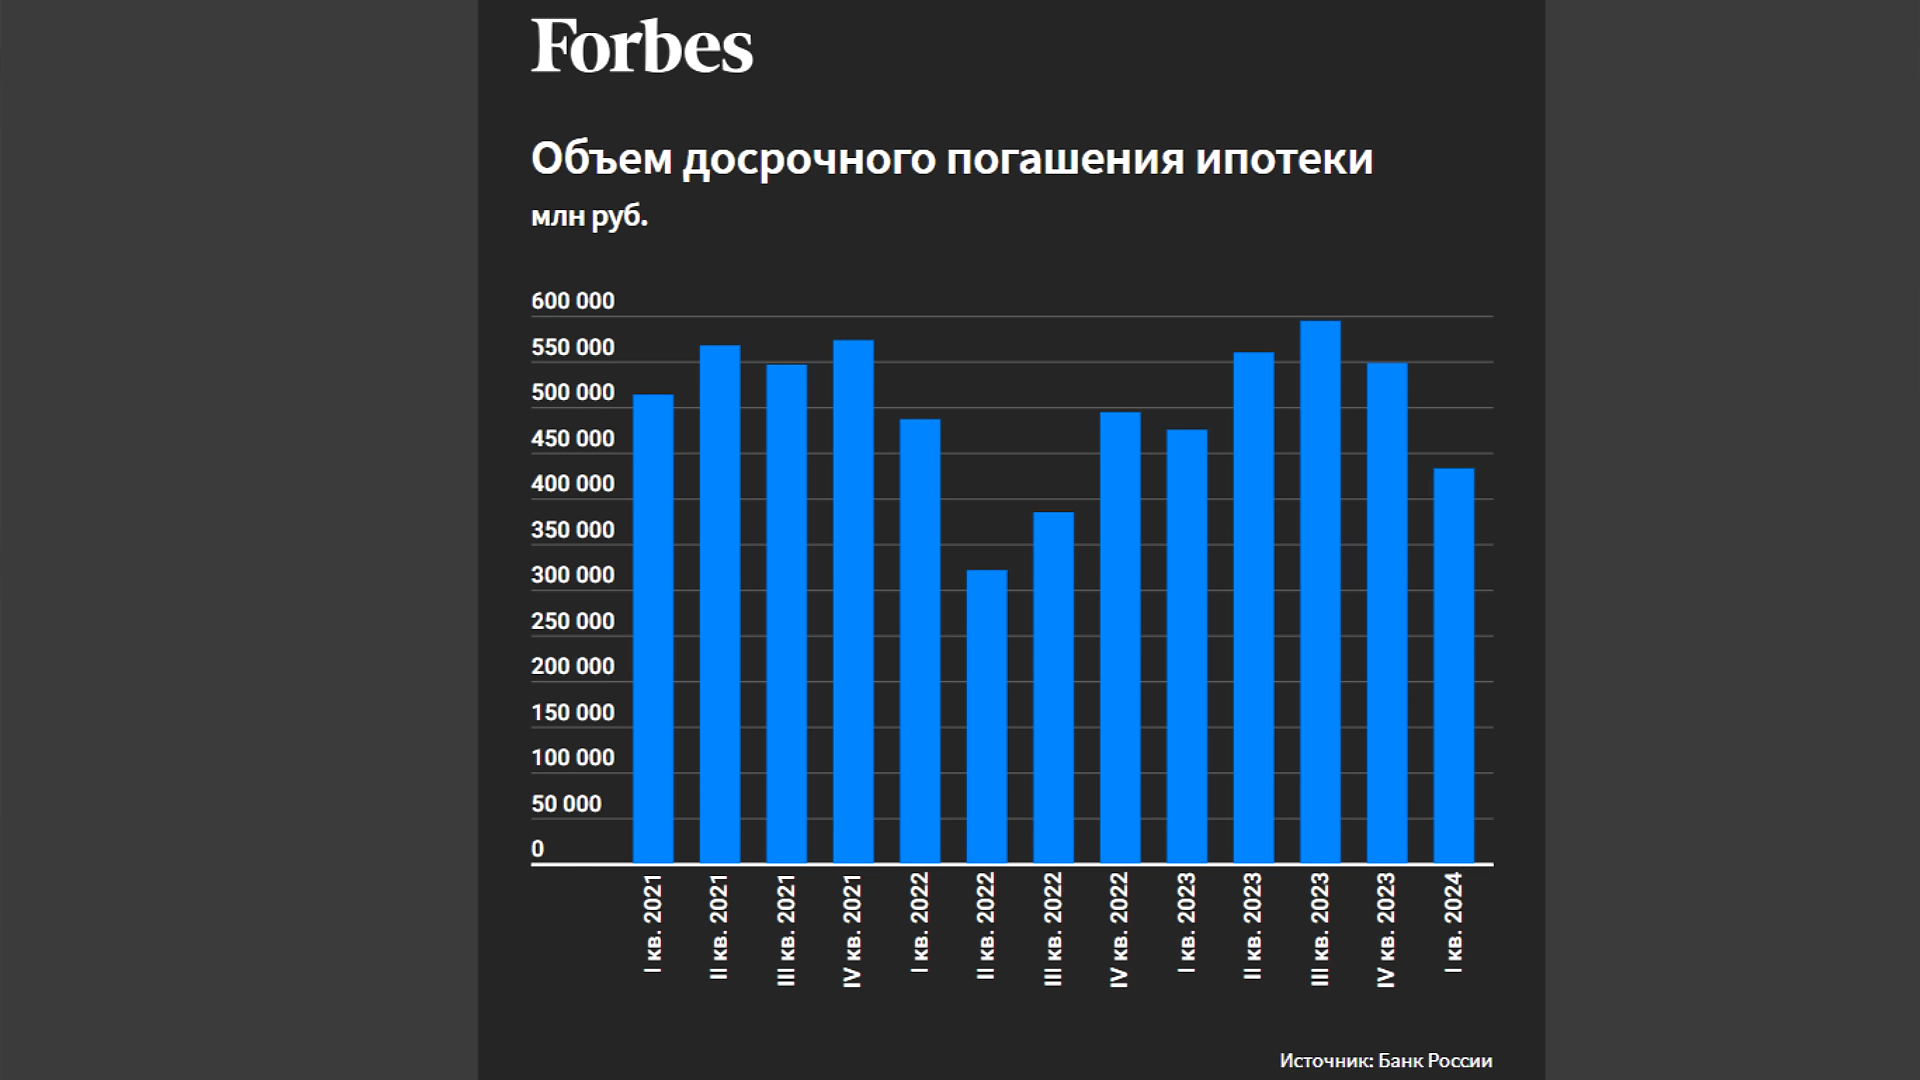 Forbes
Объем досрочного погашения ипотеки
млн руб.
600 000
550 000
500 000
450 000
400 000
350 000
300 000
250 000
200 000
150 000
100 000
50 000
0
I кв. 2021
II кв. 2021
III кв. 2021
IV кв. 2021
I кв. 2022
II кв. 2022
III кв. 2022
IV кв. 2022
I кв. 2023
II кв. 2023
III кв. 2023
IV кв. 2023
I кв. 2024
Источник: Банк России